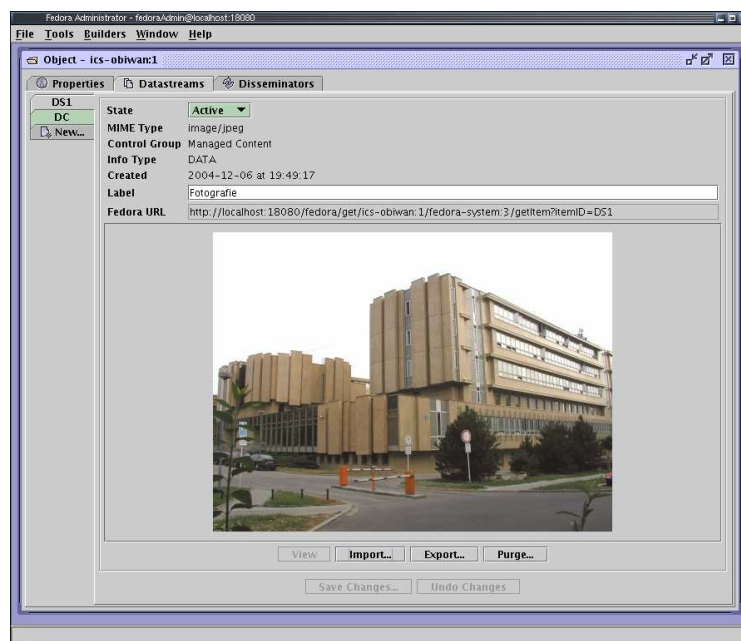 Fedora Administrator - fedoraAdmin@localhost:18080
File Tools Builders Window Help
Object - ics-obiwan:1
Properties Datastreams Disseminators
DS1
DC
New...
State Active
MIME Type image/jpeg
Control Group Managed Content
Info Type DATA
Created 2004-12-06 at 19:49:17
Label Fotografie
Fedora URL http://localhost:18080/fedora/get/ics-obiwan:1/fedora-system:3/getItem?itemID=DS1
View Import... Export... Purge...
Save Changes... Undo Changes